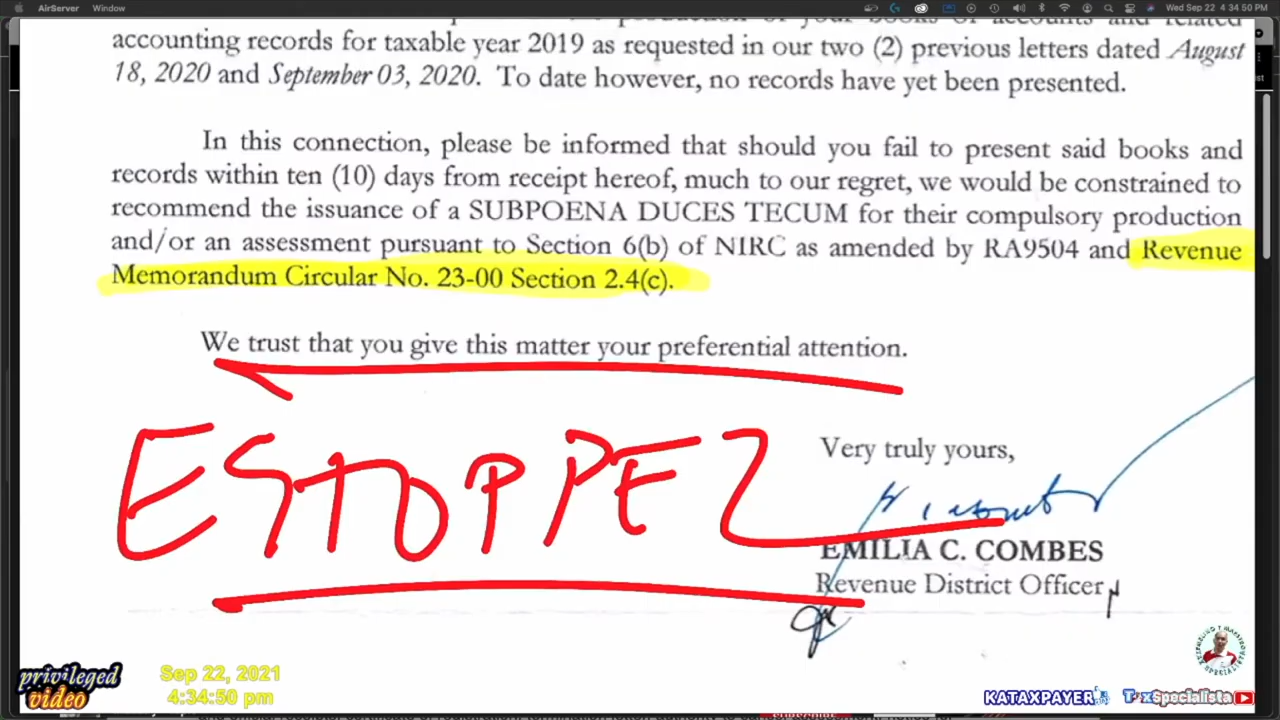 AirServer Window
Wed Sep 22 4:34:50 PM
accounting records for taxable year 2019 as requested in our two (2) previous letters dated August
18, 2020 and September 03, 2020. To date however, no records have yet been presented.
In this connection, please be informed that should you fail to present said books and
records within ten (10) days from receipt hereof, much to our regret, we would be constrained to
recommend the issuance of a SUBPOENA DUCES TECUM for their compulsory production
and/or an assessment pursuant to Section 6(b) of NIRC as amended by RA9504 and Revenue
Memorandum Circular No. 23-00 Section 2.4(c).
We trust that you give this matter your preferential attention.
ESTOPPEL
Very truly yours,
EMILIA C. COMBES
Revenue District Officer
privileged
video
Sep 22, 2021
4:34:50 pm
KATAXPAYER
TaxSpecialista